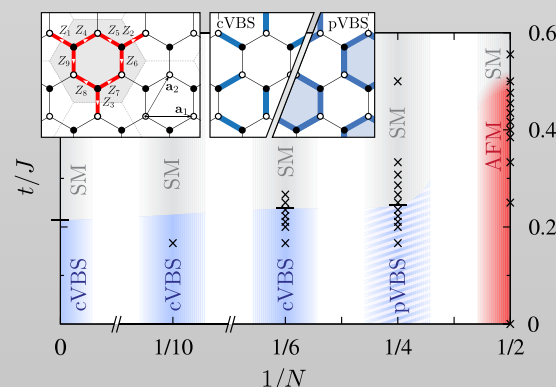 Z₁ Z₄ Z₅ Z₂
Z₉ Z₆
Z₈ Z₇
Z₃
a₂
a₁
cVBS pVBS
t/J
0.6
0.4
0.2
0
SM SM SM SM SM
cVBS cVBS cVBS pVBS AFM
0 1/10 1/6 1/4 1/2
1/N